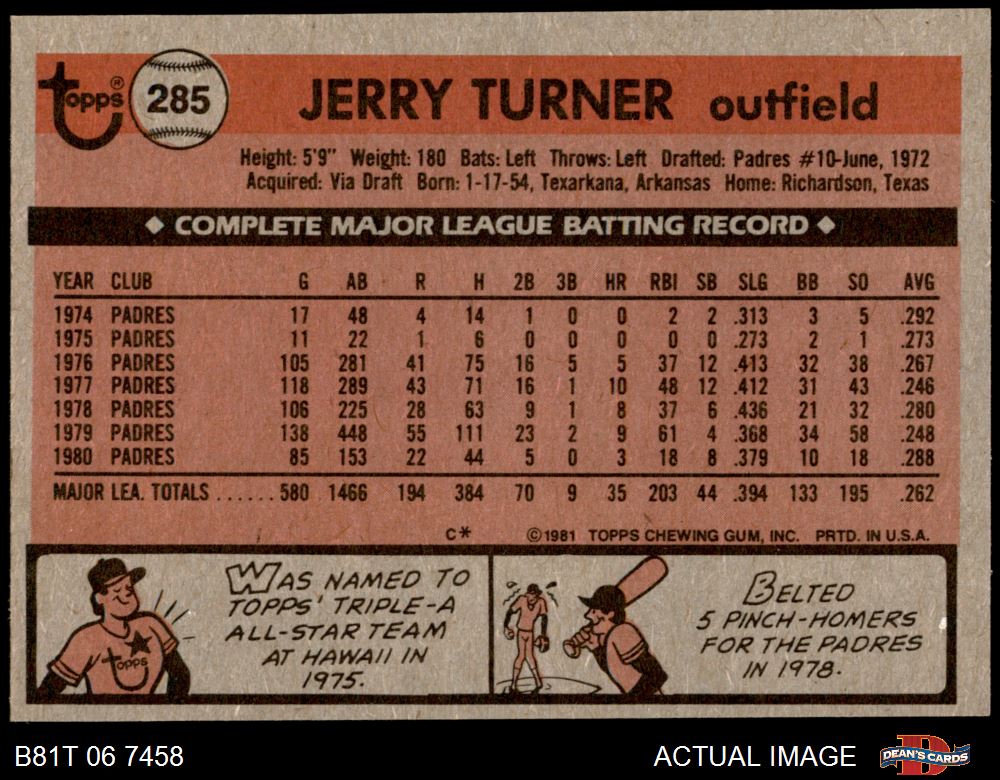 Topps® 285 JERRY TURNER outfield
Height: 5'9" Weight: 180 Bats: Left Throws: Left Drafted: Padres #10-June, 1972
Acquired: Via Draft Born: 1-17-54, Texarkana, Arkansas Home: Richardson, Texas
◆ COMPLETE MAJOR LEAGUE BATTING RECORD ◆
YEAR CLUB G AB R H 2B 3B HR RBI SB SLG BB SO AVG
1974 PADRES 17 48 4 14 1 0 0 2 2 .313 3 5 .292
1975 PADRES 11 22 1 6 0 0 0 0 0 .273 2 1 .273
1976 PADRES 105 281 41 75 16 5 5 37 12 .413 32 38 .267
1977 PADRES 118 289 43 71 16 1 10 48 12 .412 31 43 .246
1978 PADRES 106 225 28 63 9 1 8 37 6 .436 21 32 .280
1979 PADRES 138 448 55 111 23 2 9 61 4 .368 34 58 .248
1980 PADRES 85 153 22 44 5 0 3 18 8 .379 10 18 .288
MAJOR LEA. TOTALS ...... 580 1466 194 384 70 9 35 203 44 .394 133 195 .262
C* ©1981 TOPPS CHEWING GUM, INC. PRTD. IN U.S.A.
WAS NAMED TO
TOPPS' TRIPLE-A
ALL-STAR TEAM
AT HAWAII IN
1975.
Topps
BELTED
5 PINCH-HOMERS
FOR THE PADRES
IN 1978.
B81T 06 7458 ACTUAL IMAGE DEAN'S CARDS